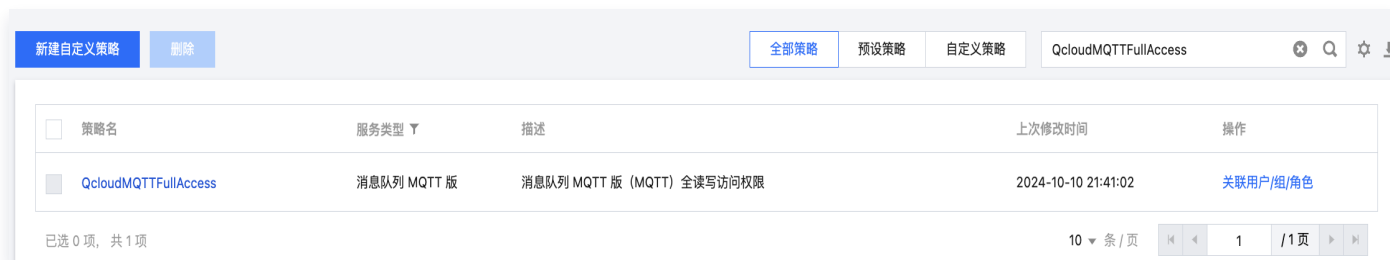 新建自定义策略 删除 全部策略 预设策略 自定义策略 QcloudMQTTFullAccess
策略名 服务类型 描述 上次修改时间 操作
QcloudMQTTFullAccess 消息队列 MQTT 版 消息队列 MQTT 版（MQTT）全读写访问权限 2024-10-10 21:41:02 关联用户/组/角色
已选 0 项，共 1 项 10 条 / 页 1 / 1 页